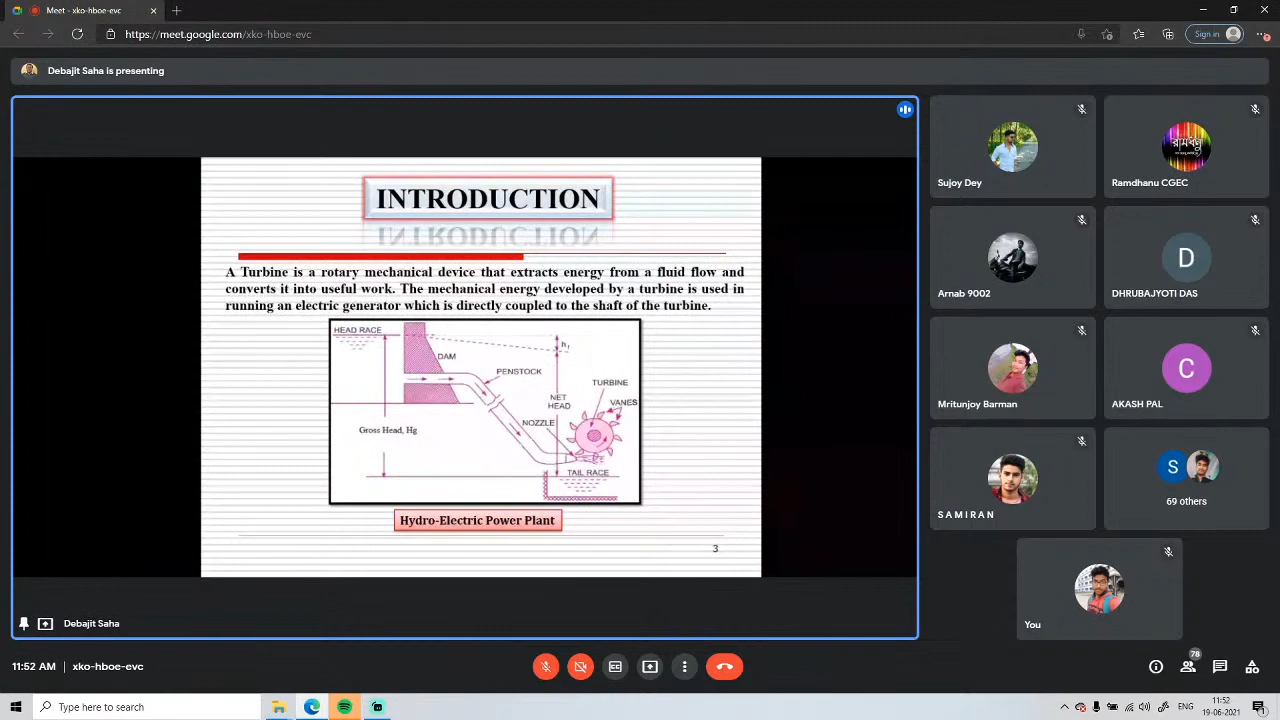 Meet - xko-hboe-evc
https://meet.google.com/xko-hboe-evc
Sign in
Debajit Saha is presenting
INTRODUCTION
A Turbine is a rotary mechanical device that extracts energy from a fluid flow and
converts it into useful work. The mechanical energy developed by a turbine is used in
running an electric generator which is directly coupled to the shaft of the turbine.
HEAD RACE
DAM
hf
PENSTOCK
TURBINE
NET
HEAD
VANES
NOZZLE
Gross Head, Hg
TAIL RACE
Hydro-Electric Power Plant
3
Debajit Saha
Sujoy Dey
রামধনু
Ramdhanu CGEC
Arnab 9002
D
DHRUBAJYOTI DAS
Mritunjoy Barman
C
AKASH PAL
S A M I R A N
S
69 others
You
11:52 AM | xko-hboe-evc
78
Type here to search
ENG
11:52
19-06-2021